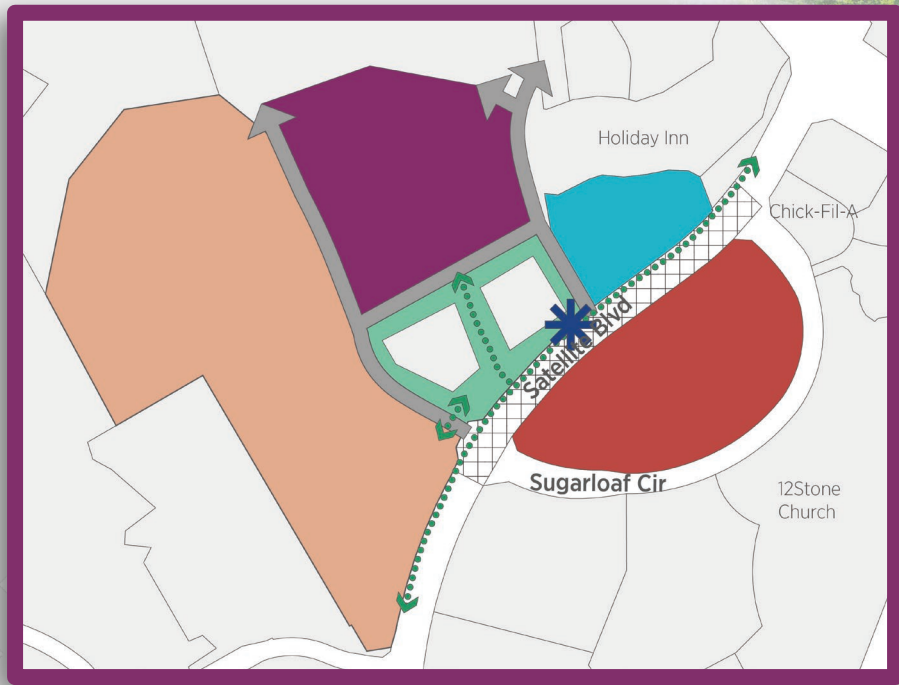 Holiday Inn
Chick-Fil-A
Satellite Blvd
Sugarloaf Cir
12Stone
Church